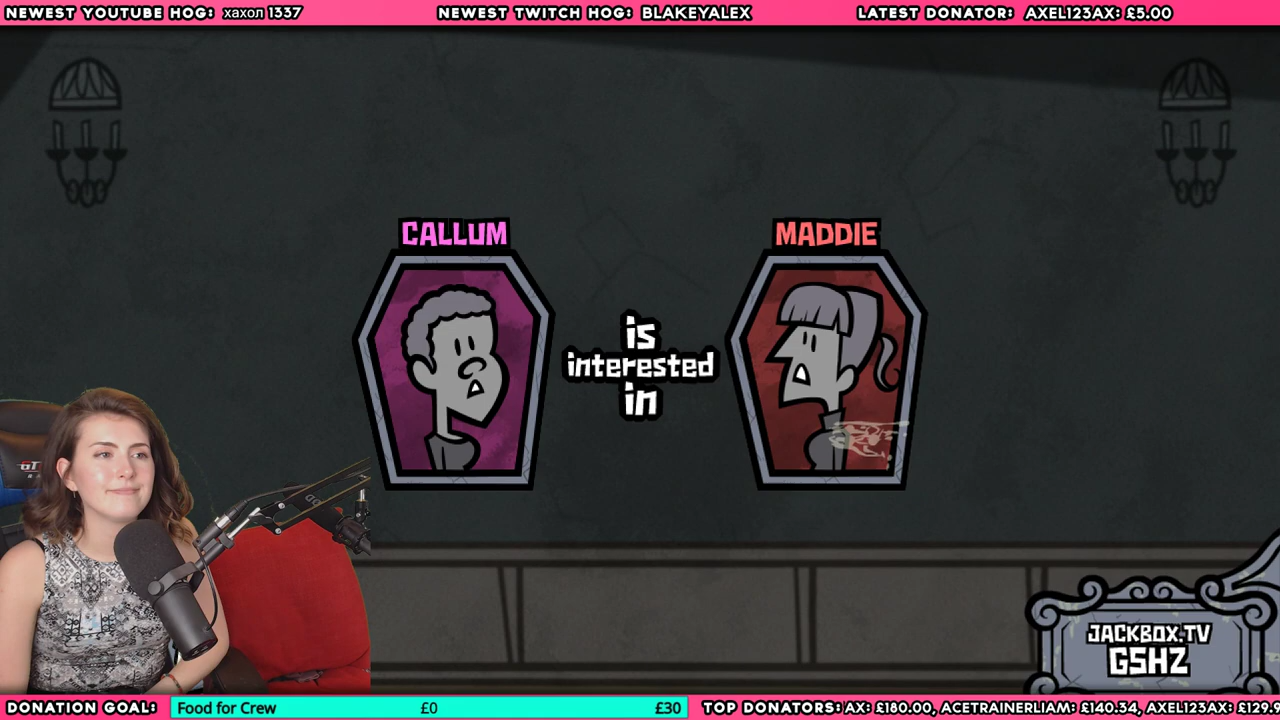 NEWEST YOUTUBE HOG: хахол 1337 NEWEST TWITCH HOG: BLAKEYALEX LATEST DONATOR: AXEL123AX: £5.00
CALLUM
MADDIE
is
interested
in
JACKBOX.TV
GSHZ
DONATION GOAL: Food for Crew £0 £30 TOP DONATORS: AX: £180.00, ACETRAINERLIAM: £140.34, AXEL123AX: £129.9